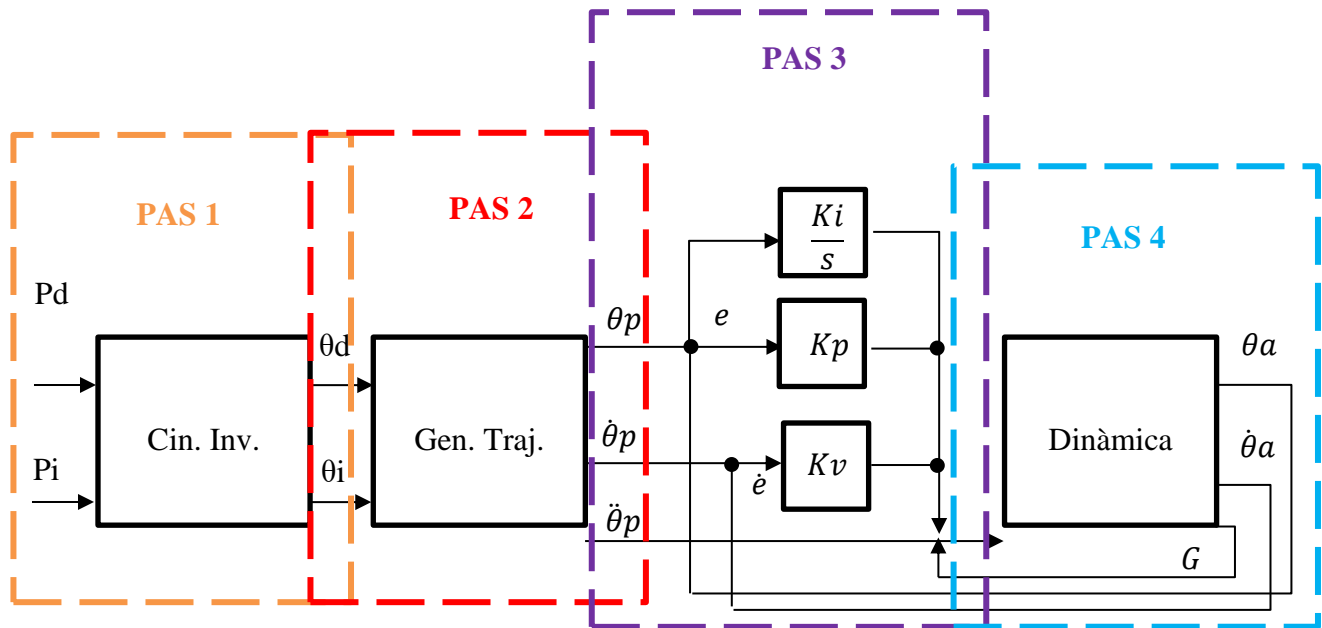 PAS 3
PAS 1
PAS 2
PAS 4
Pd
Pi
Cin. Inv.
θd
θi
Gen. Traj.
θp
θ̇p
θ̈p
e
ė
Ki
s
Kp
Kv
Dinàmica
θa
θ̇a
G